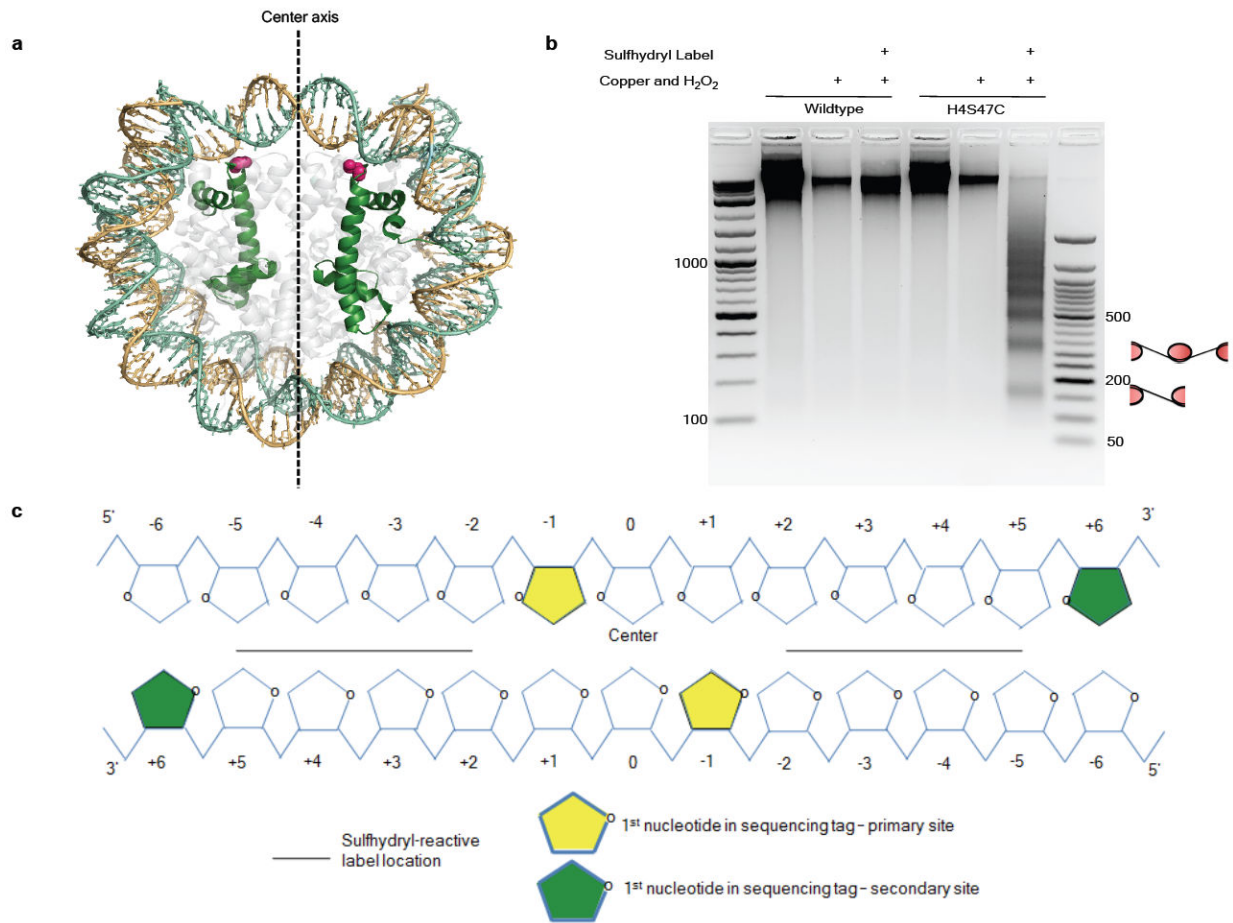 Center axis
a
b
Sulfhydryl Label + +
Copper and H₂O₂ + + + +
Wildtype H4S47C
1000
500
200
100
50
c
5' -6 -5 -4 -3 -2 -1 0 +1 +2 +3 +4 +5 +6 3'
o o o o o o o o o o o o o
Center
o o o o o o o o o o o o o
3' +6 +5 +4 +3 +2 +1 0 -1 -2 -3 -4 -5 -6 5'
Sulfhydryl-reactive
label location
o 1st nucleotide in sequencing tag – primary site
o 1st nucleotide in sequencing tag – secondary site